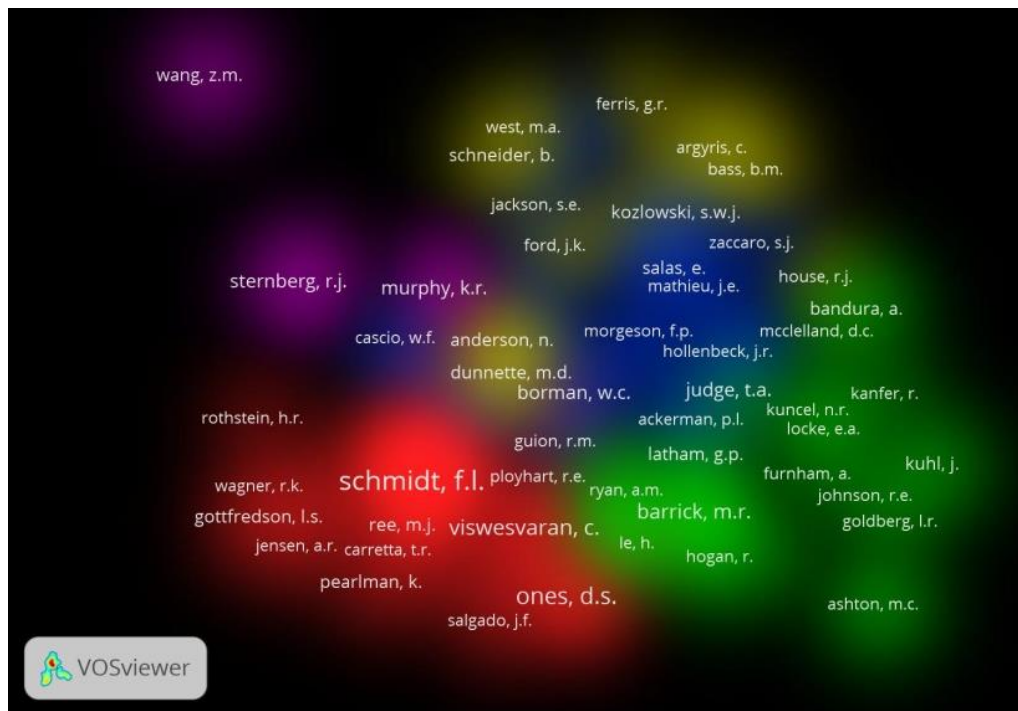 wang, z.m.
ferris, g.r.
west, m.a.
argyris, c.
schneider, b.
bass, b.m.
jackson, s.e.
kozlowski, s.w.j.
ford, j.k.
zaccaro, s.j.
salas, e.
house, r.j.
sternberg, r.j.
murphy, k.r.
mathieu, j.e.
bandura, a.
cascio, w.f.
anderson, n.
morgeson, f.p.
mcclelland, d.c.
hollenbeck, j.r.
dunnette, m.d.
borman, w.c.
judge, t.a.
kanfer, r.
rothstein, h.r.
ackerman, p.l.
kuncel, n.r.
locke, e.a.
guion, r.m.
latham, g.p.
kuhl, j.
schmidt, f.l.
ployhart, r.e.
furnham, a.
wagner, r.k.
ryan, a.m.
johnson, r.e.
gottfredson, l.s.
ree, m.j.
viswesvaran, c.
barrick, m.r.
goldberg, l.r.
jensen, a.r.
carretta, t.r.
le, h.
hogan, r.
pearlman, k.
ones, d.s.
ashton, m.c.
salgado, j.f.
VOSviewer